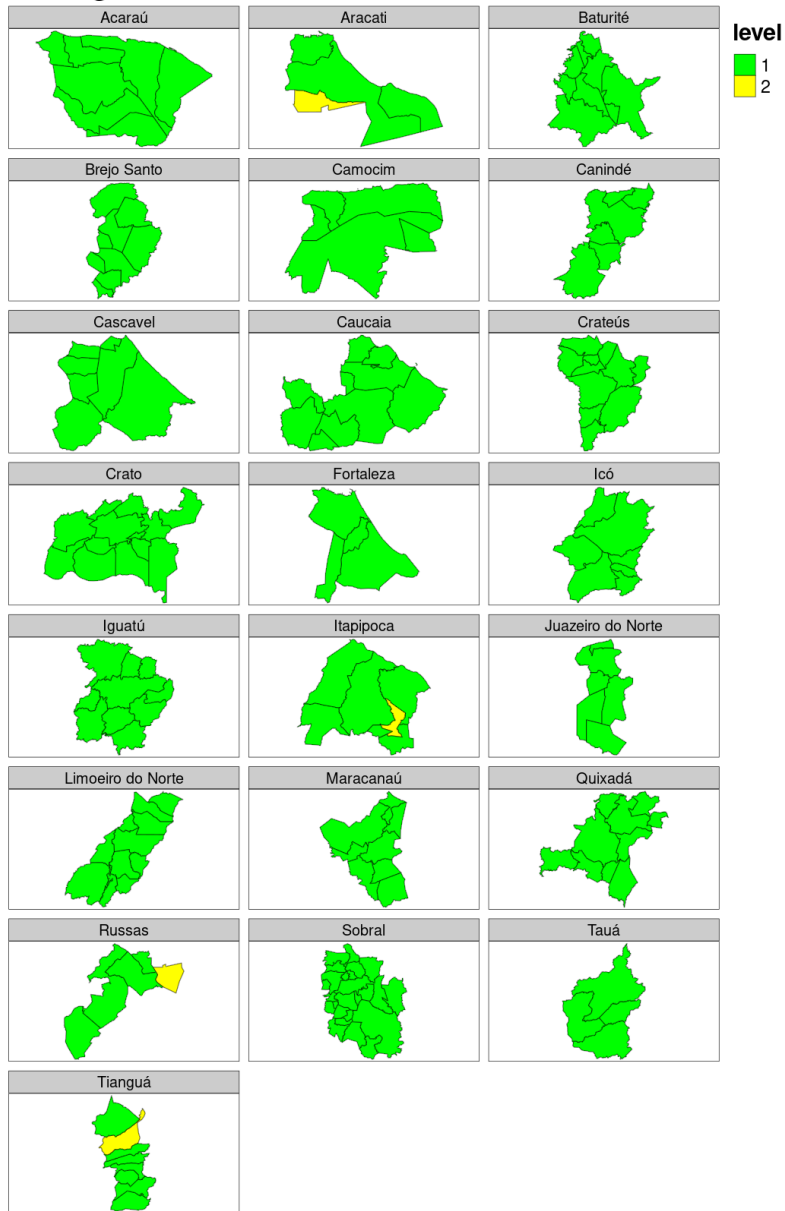 Acaraú
Aracati
Baturité
level
1
2
Brejo Santo
Camocim
Canindé
Cascavel
Caucaia
Crateús
Crato
Fortaleza
Icó
Iguatú
Itapipoca
Juazeiro do Norte
Limoeiro do Norte
Maracanaú
Quixadá
Russas
Sobral
Tauá
Tianguá